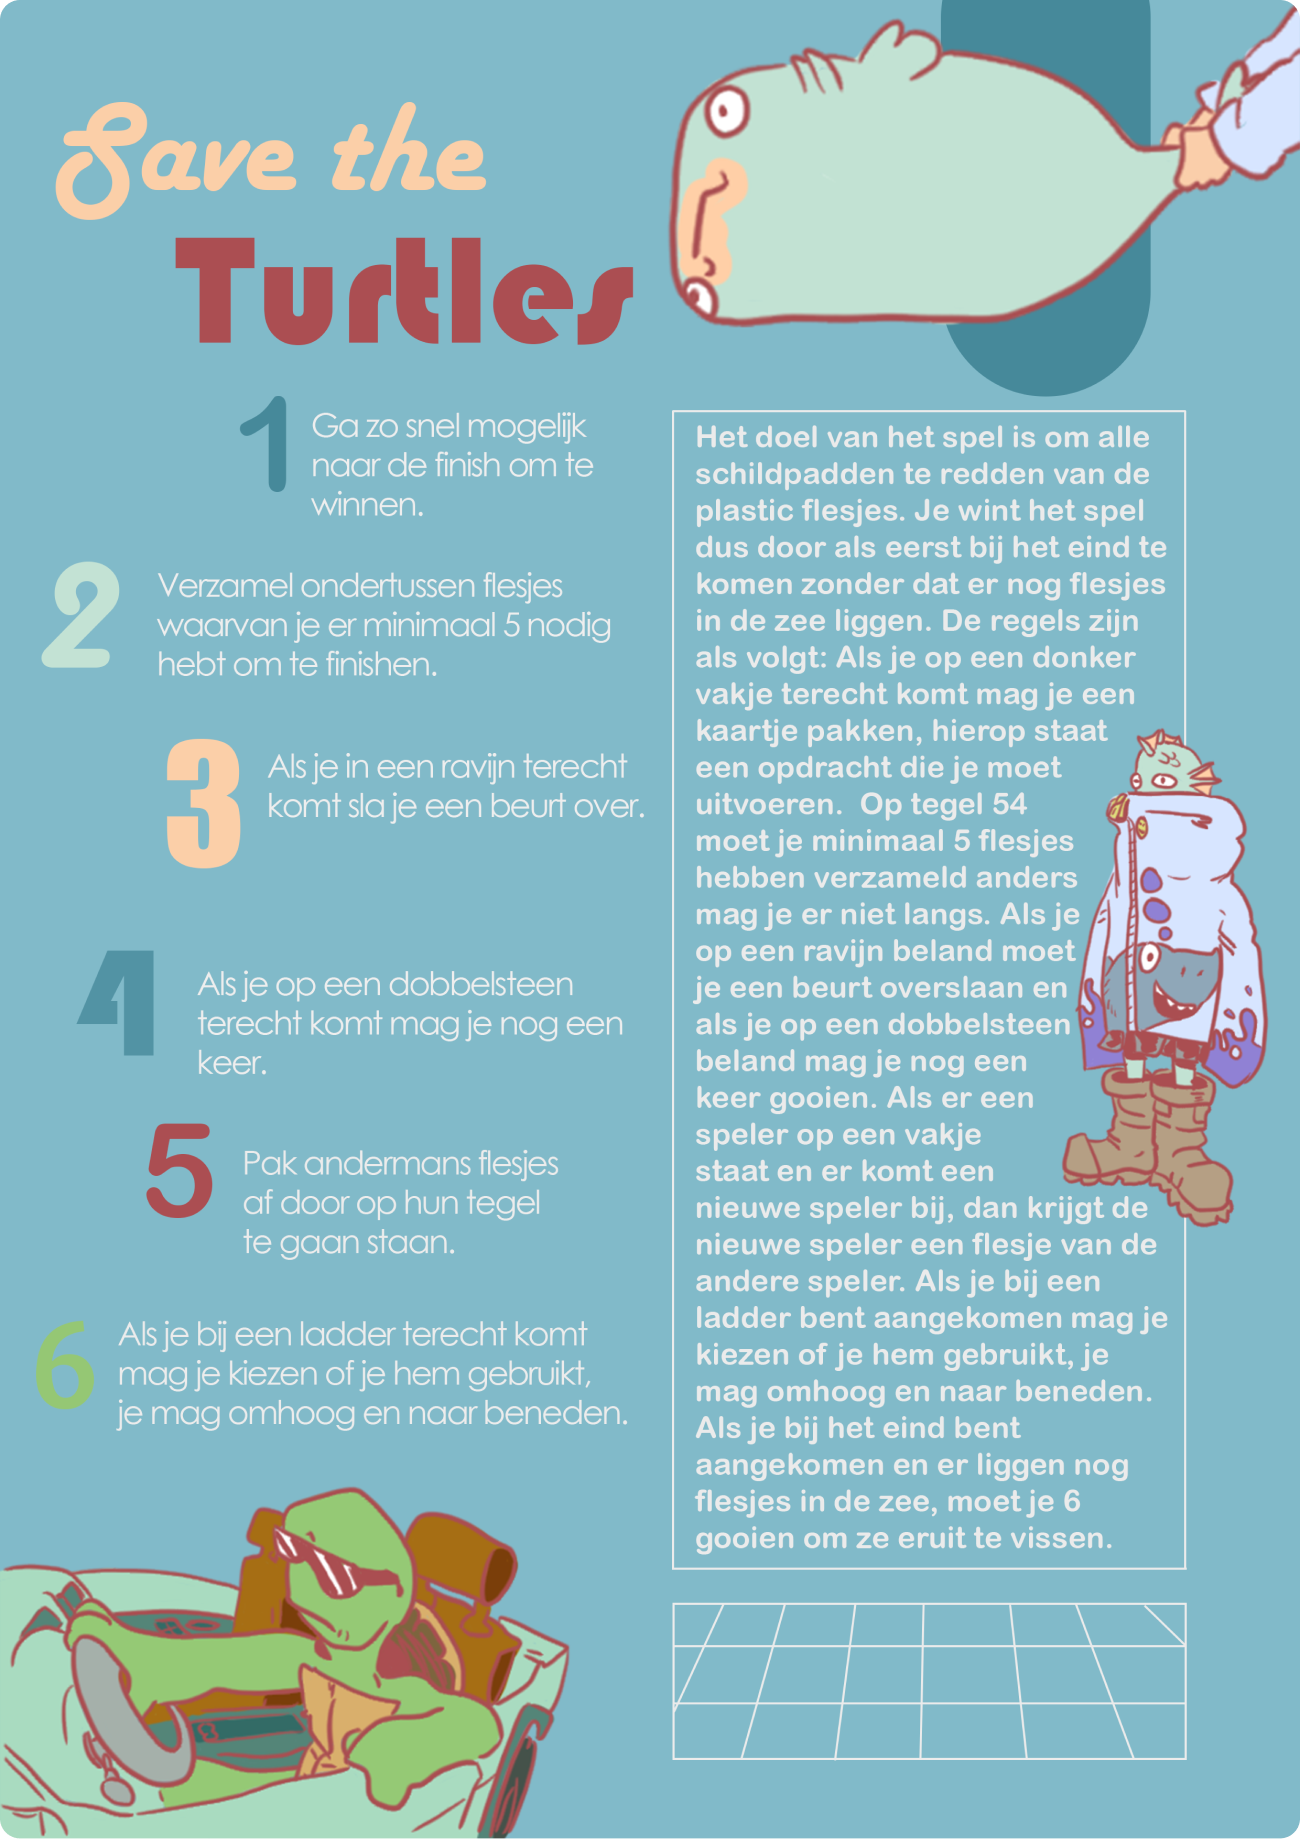 Save the
Turtles
1
Ga zo snel mogelijk
naar de finish om te
winnen.
2
Verzamel ondertussen flesjes
waarvan je er minimaal 5 nodig
hebt om te finishen.
3
Als je in een ravijn terecht
komt sla je een beurt over.
4
Als je op een dobbelsteen
terecht komt mag je nog een
keer.
5
Pak andermans flesjes
af door op hun tegel
te gaan staan.
6
Als je bij een ladder terecht komt
mag je kiezen of je hem gebruikt,
je mag omhoog en naar beneden.
Het doel van het spel is om alle
schildpadden te redden van de
plastic flesjes. Je wint het spel
dus door als eerst bij het eind te
komen zonder dat er nog flesjes
in de zee liggen. De regels zijn
als volgt: Als je op een donker
vakje terecht komt mag je een
kaartje pakken, hierop staat
een opdracht die je moet
uitvoeren.  Op tegel 54
moet je minimaal 5 flesjes
hebben verzameld anders
mag je er niet langs. Als je
op een ravijn beland moet
je een beurt overslaan en
als je op een dobbelsteen
beland mag je nog een
keer gooien. Als er een
speler op een vakje
staat en er komt een
nieuwe speler bij, dan krijgt de
nieuwe speler een flesje van de
andere speler. Als je bij een
ladder bent aangekomen mag je
kiezen of je hem gebruikt, je
mag omhoog en naar beneden.
Als je bij het eind bent
aangekomen en er liggen nog
flesjes in de zee, moet je 6
gooien om ze eruit te vissen.